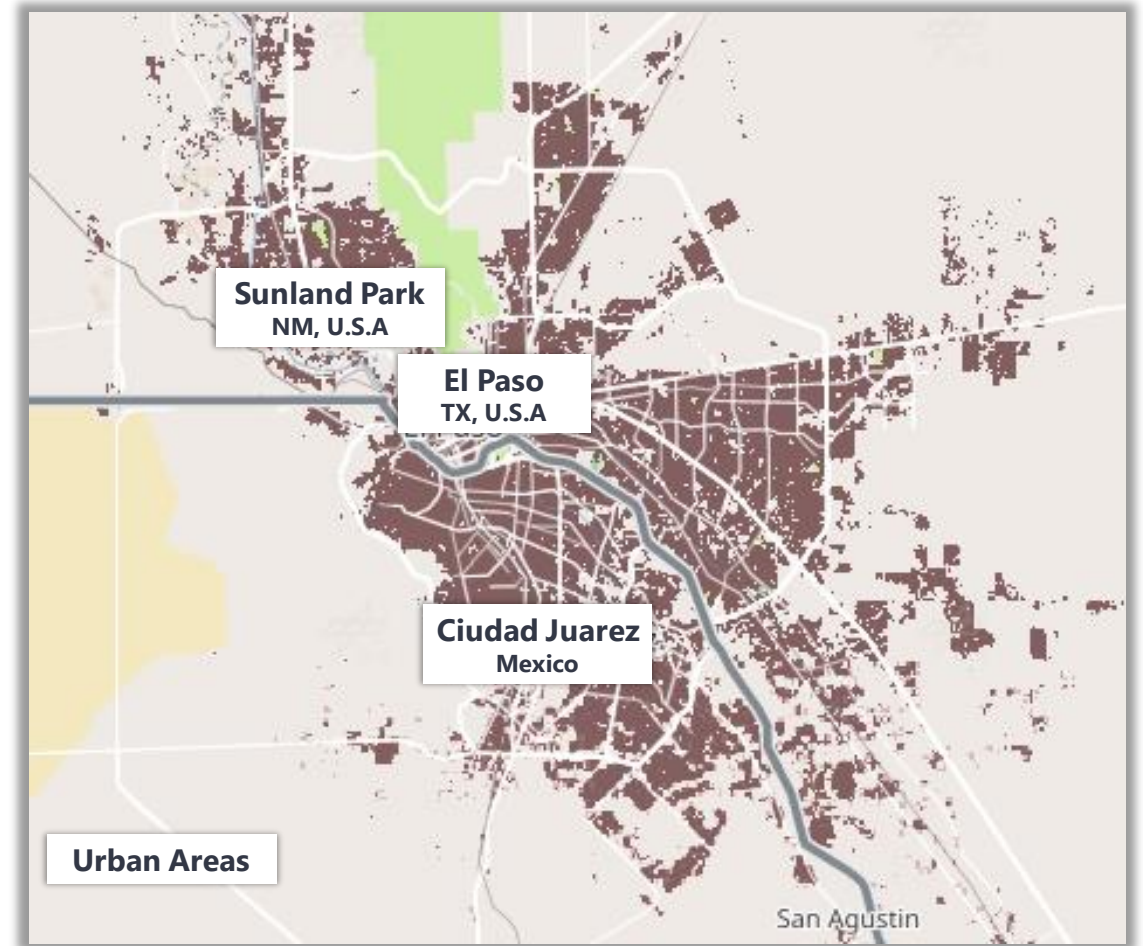 Sunland Park
NM, U.S.A
El Paso
TX, U.S.A
Ciudad Juarez
Mexico
Urban Areas
San Agustin